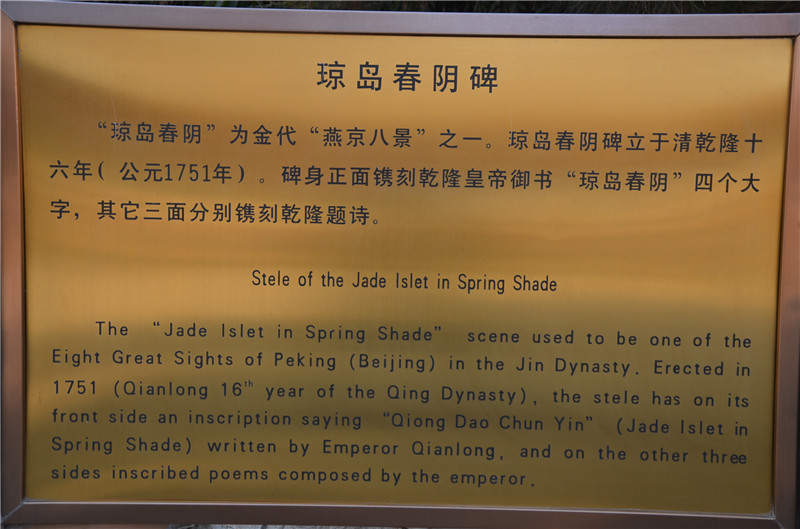 琼岛春阴碑
“琼岛春阴”为金代“燕京八景”之一。琼岛春阴碑立于清乾隆十
六年(公元1751年)。碑身正面镌刻乾隆皇帝御书“琼岛春阴”四个大
字，其它三面分别镌刻乾隆题诗。
Stele of the Jade Islet in Spring Shade
The “Jade Islet in Spring Shade” scene used to be one of the
Eight Great Sights of Peking (Beijing) in the Jin Dynasty. Erected in
1751 (Qianlong 16th year of the Qing Dynasty), the stele has on its
front side an inscription saying “Qiong Dao Chun Yin” (Jade Islet in
Spring Shade) written by Emperor Qianlong, and on the other three
sides inscribed poems composed by the emperor.